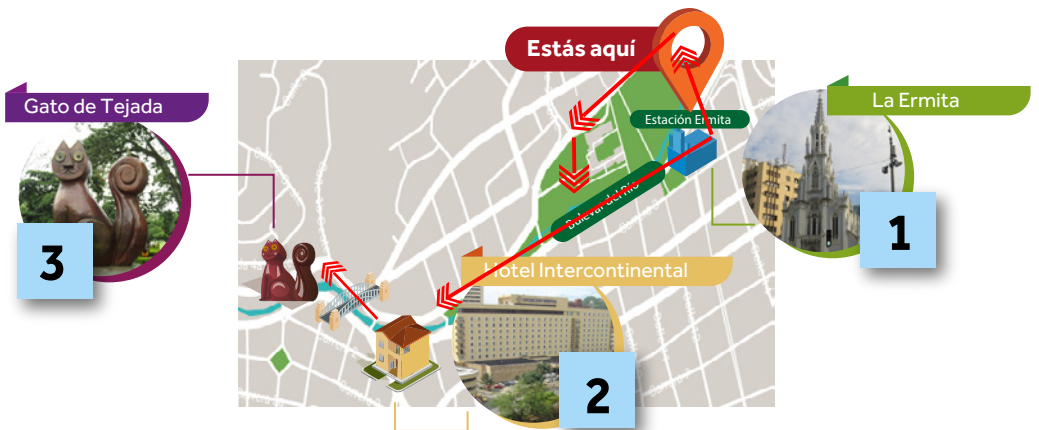 Estás aquí
Gato de Tejada
La Ermita
Estación Ermita
Bulevar del Río
Hotel Intercontinental
1
2
3